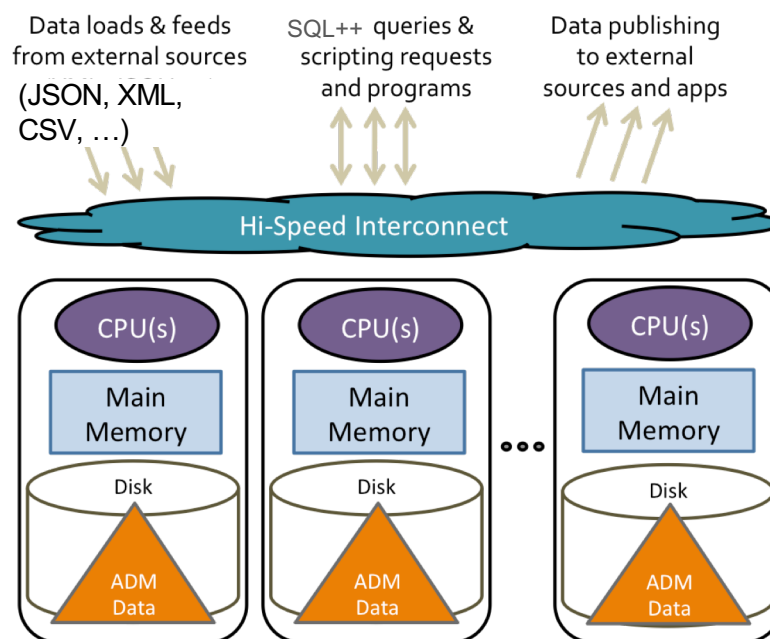 Data loads & feeds
from external sources
(JSON, XML,
CSV, …)
SQL++ queries &
scripting requests
and programs
Data publishing
to external
sources and apps
Hi-Speed Interconnect
CPU(s)
Main
Memory
Disk
ADM
Data
CPU(s)
Main
Memory
Disk
ADM
Data
CPU(s)
Main
Memory
Disk
ADM
Data